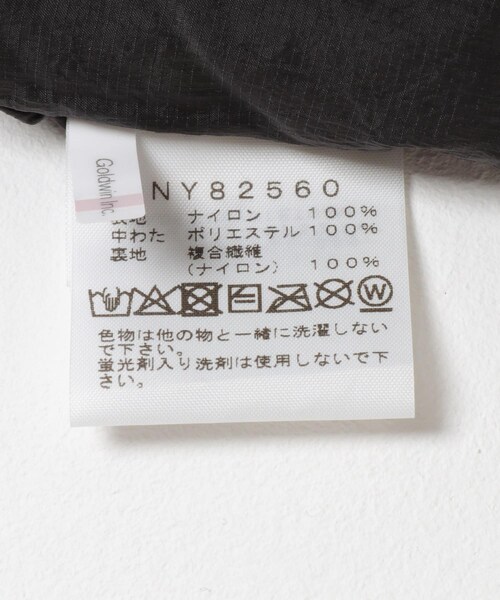 Goldwin Inc.
NY82560
表地 ナイロン 100%
中わた ポリエステル 100%
裏地 複合繊維
(ナイロン) 100%
W
色物は他の物と一緒に洗濯しない
で下さい。
蛍光剤入り洗剤は使用しないで下
さい。